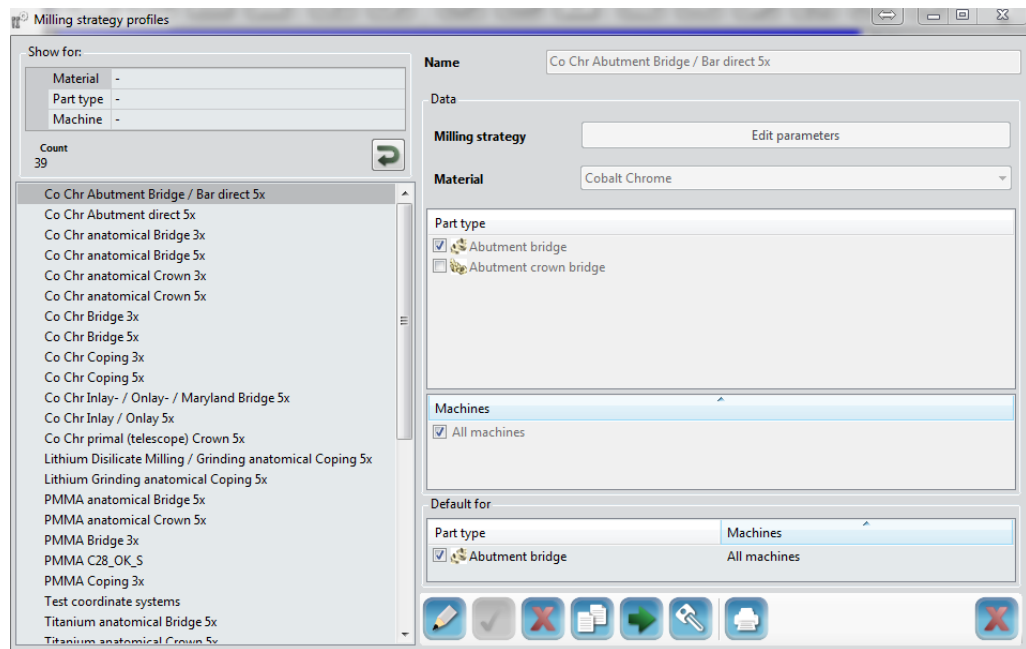 Milling strategy profiles
Show for:
Material -
Part type -
Machine -
Count
39
Co Chr Abutment Bridge / Bar direct 5x
Co Chr Abutment direct 5x
Co Chr anatomical Bridge 3x
Co Chr anatomical Bridge 5x
Co Chr anatomical Crown 3x
Co Chr anatomical Crown 5x
Co Chr Bridge 3x
Co Chr Bridge 5x
Co Chr Coping 3x
Co Chr Coping 5x
Co Chr Inlay- / Onlay- / Maryland Bridge 5x
Co Chr Inlay / Onlay 5x
Co Chr primal (telescope) Crown 5x
Lithium Disilicate Milling / Grinding anatomical Coping 5x
Lithium Grinding anatomical Coping 5x
PMMA anatomical Bridge 5x
PMMA anatomical Crown 5x
PMMA Bridge 3x
PMMA C28_OK_S
PMMA Coping 3x
Test coordinate systems
Titanium anatomical Bridge 5x
Titanium anatomical Crown 5x
Name Co Chr Abutment Bridge / Bar direct 5x
Data
Milling strategy Edit parameters
Material Cobalt Chrome
Part type
Abutment bridge
Abutment crown bridge
Machines
All machines
Default for
Part type Machines
Abutment bridge All machines